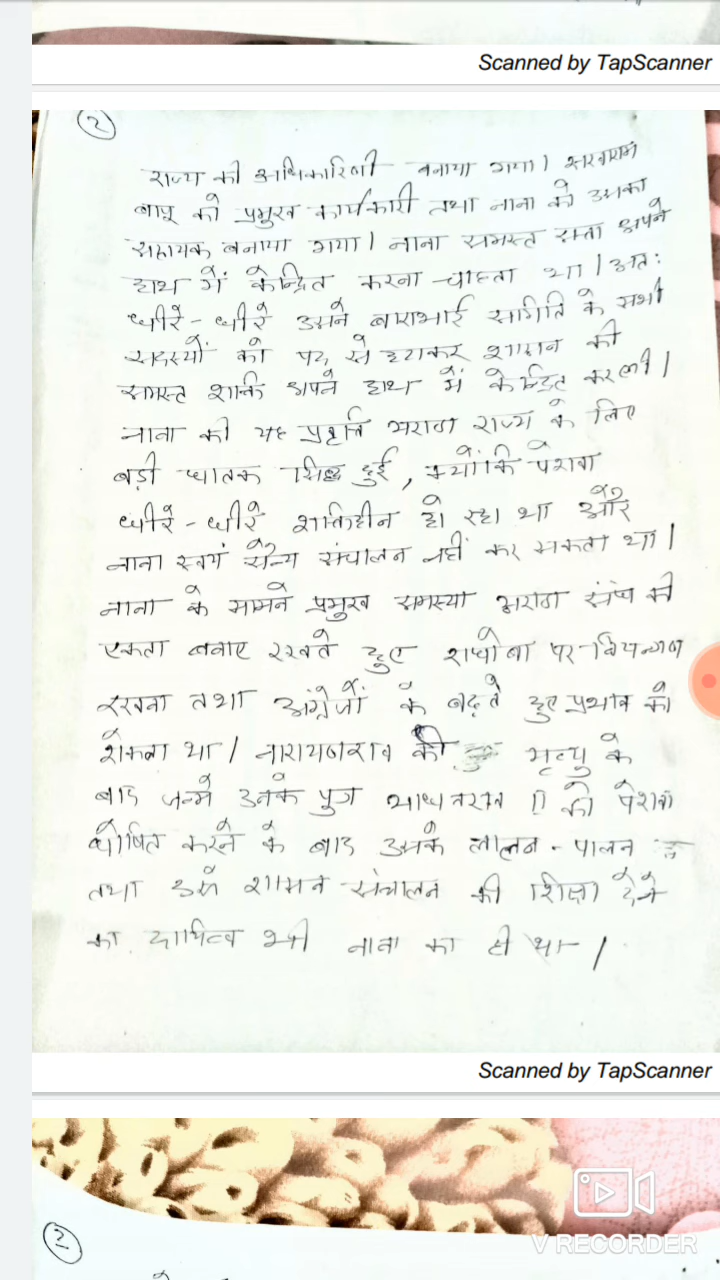 Scanned by TapScanner
२
राज्य की अधिकारिणी बनाया गया। सखाराम
बापू को प्रमुख कार्यकारी तथा नाना को उसका
सहायक बनाया गया। नाना समस्त सत्ता अपने
हाथ में केन्द्रित करना चाहता था। अत:
धीरे-धीरे उसने बाराभाई समिति के सभी
सदस्यों को पद से हटाकर शासन की
समस्त शक्ति अपने हाथ में केन्द्रित कर ली।
नाना की यह प्रवृत्ति मराठा राज्य के लिए
बड़ी घातक सिद्ध हुई, क्योंकि पेशवा
धीरे-धीरे शक्तिहीन हो रहा था और
नाना स्वयं सैन्य संचालन नहीं कर सकता था।
नाना के सामने प्रमुख समस्या मराठा संघ की
एकता बनाए रखते हुए राघोबा पर नियन्त्रण
रखना तथा अंग्रेजों के बढ़ते हुए प्रभाव को
रोकना था। नारायणराव की मृत्यु के
बाद जन्मे उनके पुत्र माधवराव II को पेशवा
घोषित करने के बाद उसके लालन-पालन
तथा उसे शासन संचालन की शिक्षा देने
का दायित्व भी नाना का ही था।
Scanned by TapScanner
2
V RECORDER